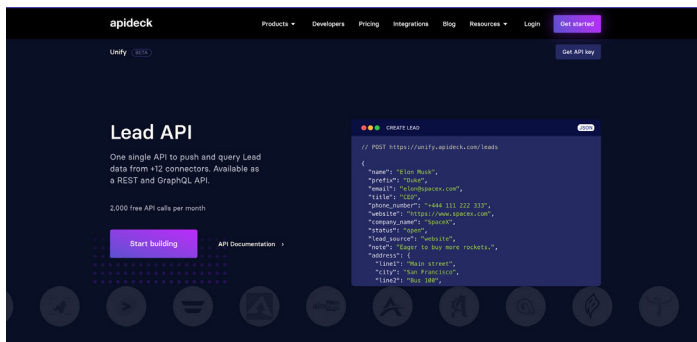 apideck
Products Developers Pricing Integrations Blog Resources Login Get started
Unify BETA
Get API key
Lead API
One single API to push and query Lead
data from +12 connectors. Available as
a REST and GraphQL API.
2,000 free API calls per month
Start building
API Documentation >
CREATE LEAD
JSON
// POST https://unify.apideck.com/leads
{
"name": "Elon Musk",
"prefix": "Duke",
"email": "elon@spacex.com",
"title": "CEO",
"phone_number": "+444 111 222 333",
"website": "https://www.spacex.com",
"company_name": "SpaceX",
"status": "open",
"lead_source": "website",
"note": "Eager to buy more rockets.",
"address": {
"line1": "Main street",
"city": "San Francisco",
"line2": "Bus 100",